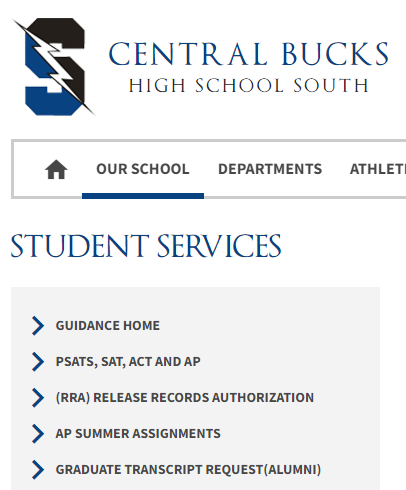 CENTRAL BUCKS
HIGH SCHOOL SOUTH
OUR SCHOOL DEPARTMENTS ATHLETI
STUDENT SERVICES
GUIDANCE HOME
PSATS, SAT, ACT AND AP
(RRA) RELEASE RECORDS AUTHORIZATION
AP SUMMER ASSIGNMENTS
GRADUATE TRANSCRIPT REQUEST(ALUMNI)